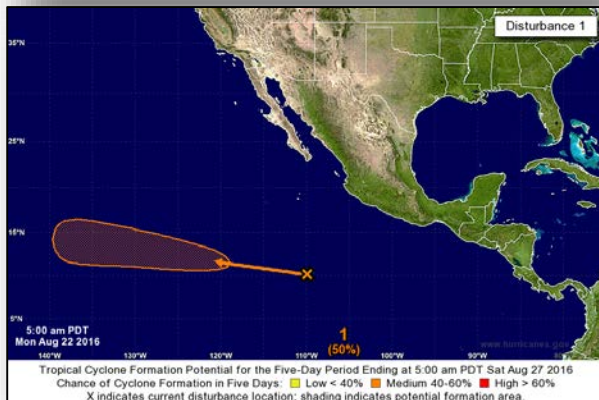 Disturbance 1
35°N
25°N
15°N
5°N
5:00 am PDT
Mon Aug 22 2016
1
(50%)
140°W
130°W
120°W
110°W
100°W
90°W
www.hurricanes.gov
Tropical Cyclone Formation Potential for the Five-Day Period Ending at 5:00 am PDT Sat Aug 27 2016
Chance of Cyclone Formation in Five Days: Low < 40% Medium 40-60% High > 60%
X indicates current disturbance location; shading indicates potential formation area.